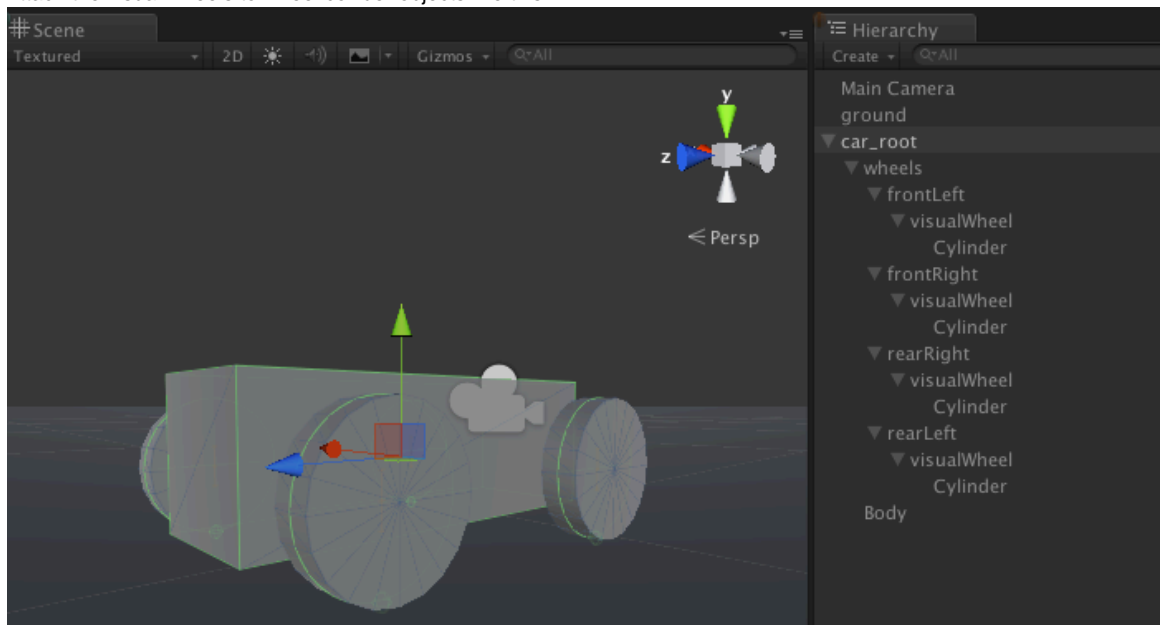 Scene
Textured 2D Gizmos All
y
z
Persp
Hierarchy
Create All
Main Camera
ground
car_root
wheels
frontLeft
visualWheel
Cylinder
frontRight
visualWheel
Cylinder
rearRight
visualWheel
Cylinder
rearLeft
visualWheel
Cylinder
Body